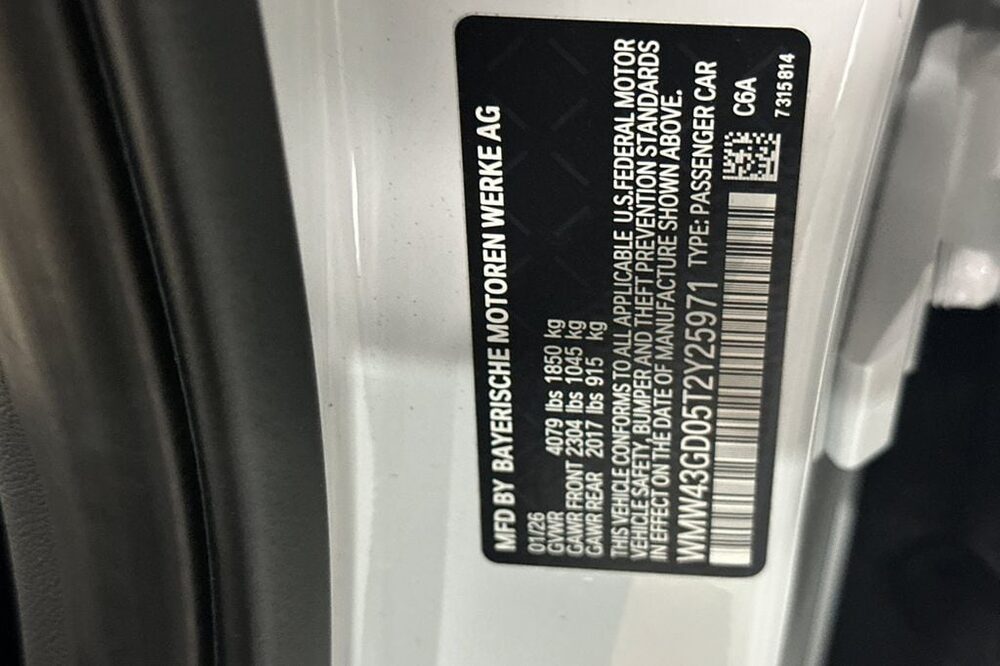 MFD BY BAYERISCHE MOTOREN WERKE AG
01/26
GVWR 4079 lbs 1850 kg
GAWR FRONT 2304 lbs 1045 kg
GAWR REAR 2017 lbs 915 kg
THIS VEHICLE CONFORMS TO ALL APPLICABLE U.S.FEDERAL MOTOR
VEHICLE SAFETY, BUMPER AND THEFT PREVENTION STANDARDS
IN EFFECT ON THE DATE OF MANUFACTURE SHOWN ABOVE.
WMW43GD05T2Y25971 TYPE: PASSENGER CAR
C6A
7315814